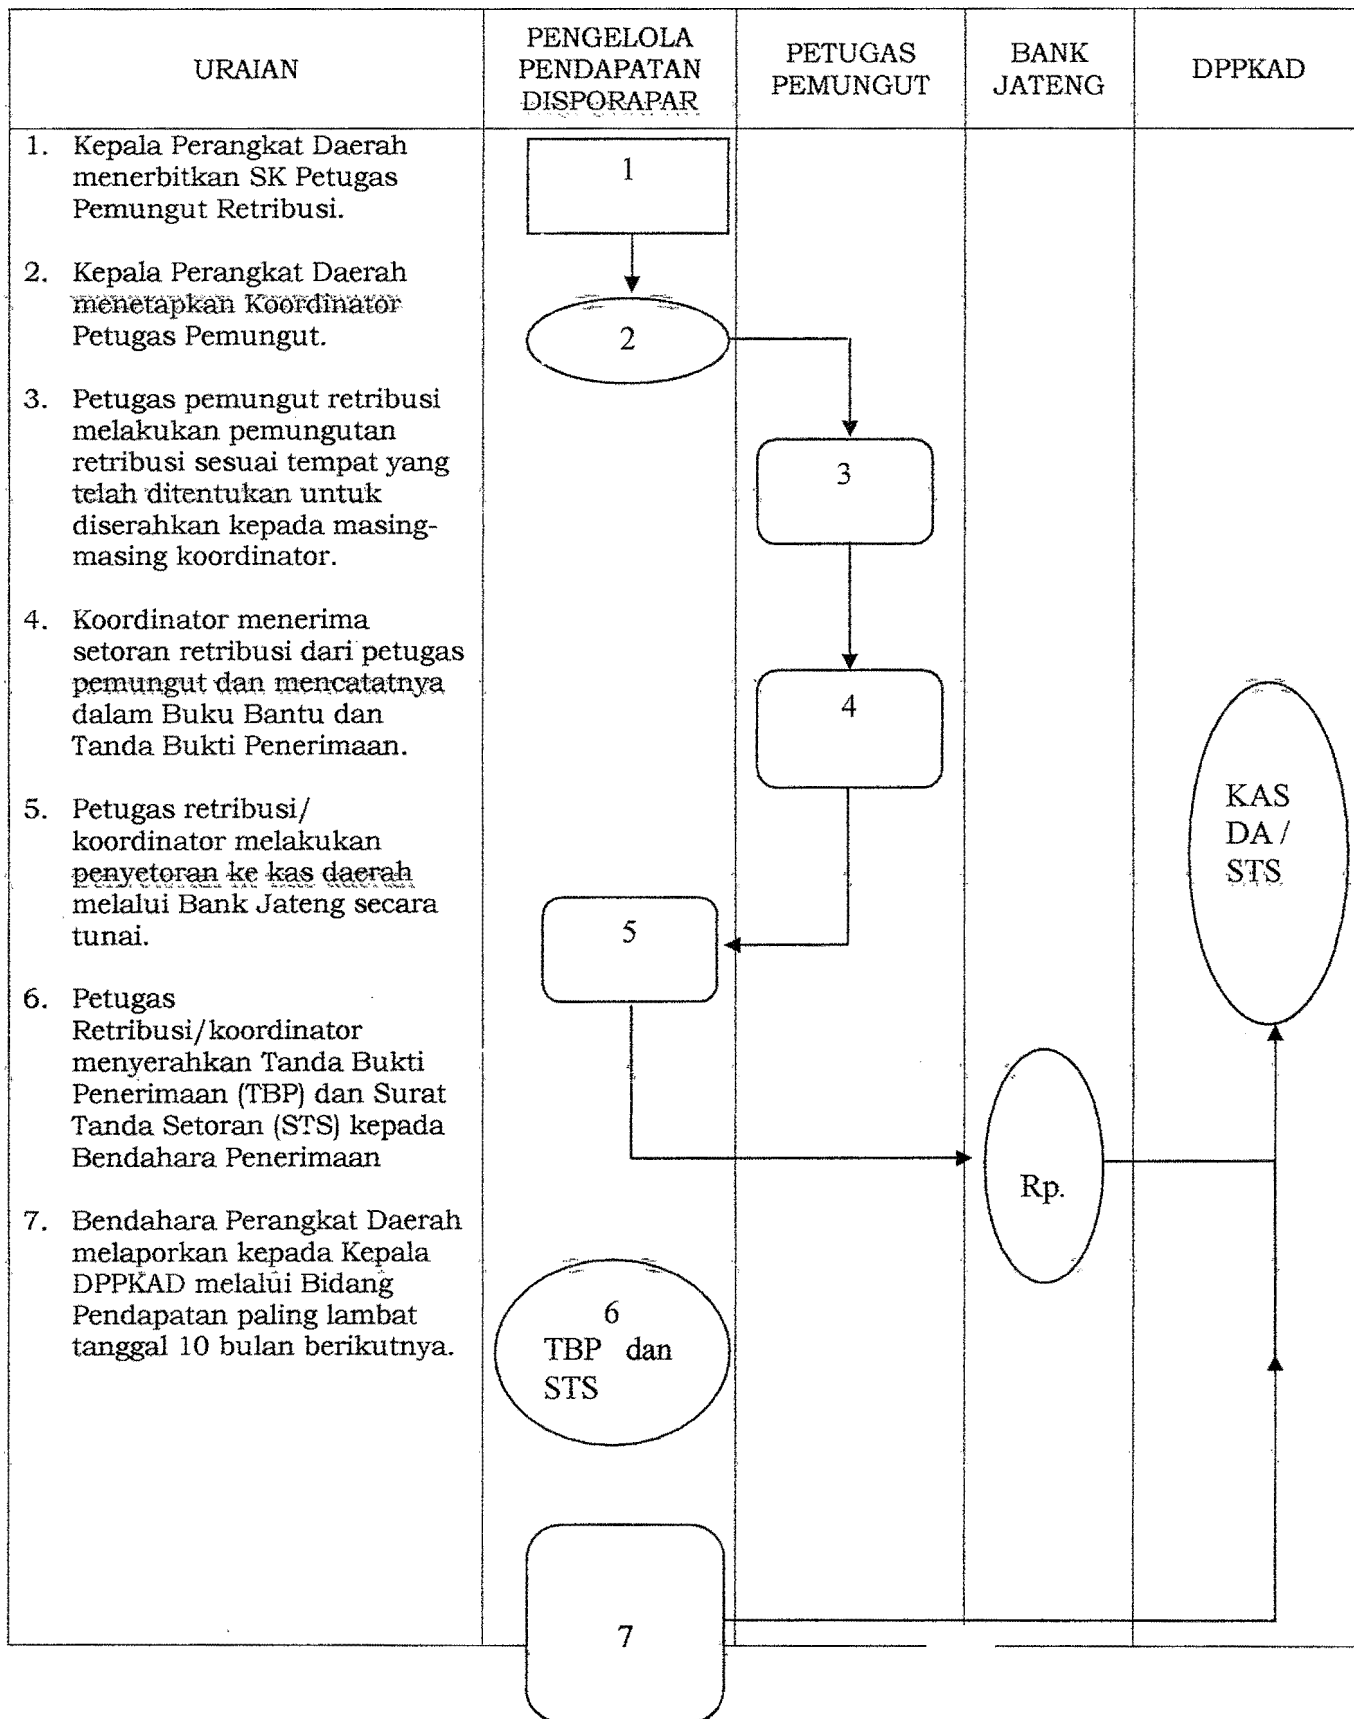 URAIAN
PENGELOLA
PENDAPATAN
DISPORAPAR
PETUGAS
PEMUNGUT
BANK
JATENG
DPPKAD
1. Kepala Perangkat Daerah
menerbitkan SK Petugas
Pemungut Retribusi.
2. Kepala Perangkat Daerah
menetapkan Koordinator
Petugas Pemungut.
3. Petugas pemungut retribusi
melakukan pemungutan
retribusi sesuai tempat yang
telah ditentukan untuk
diserahkan kepada masing-
masing koordinator.
4. Koordinator menerima
setoran retribusi dari petugas
pemungut dan mencatatnya
dalam Buku Bantu dan
Tanda Bukti Penerimaan.
5. Petugas retribusi/
koordinator melakukan
penyetoran ke kas daerah
melalui Bank Jateng secara
tunai.
6. Petugas
Retribusi/koordinator
menyerahkan Tanda Bukti
Penerimaan (TBP) dan Surat
Tanda Setoran (STS) kepada
Bendahara Penerimaan
7. Bendahara Perangkat Daerah
melaporkan kepada Kepala
DPPKAD melalui Bidang
Pendapatan paling lambat
tanggal 10 bulan berikutnya.
1
2
3
4
5
6
TBP dan
STS
7
Rp.
KAS
DA /
STS